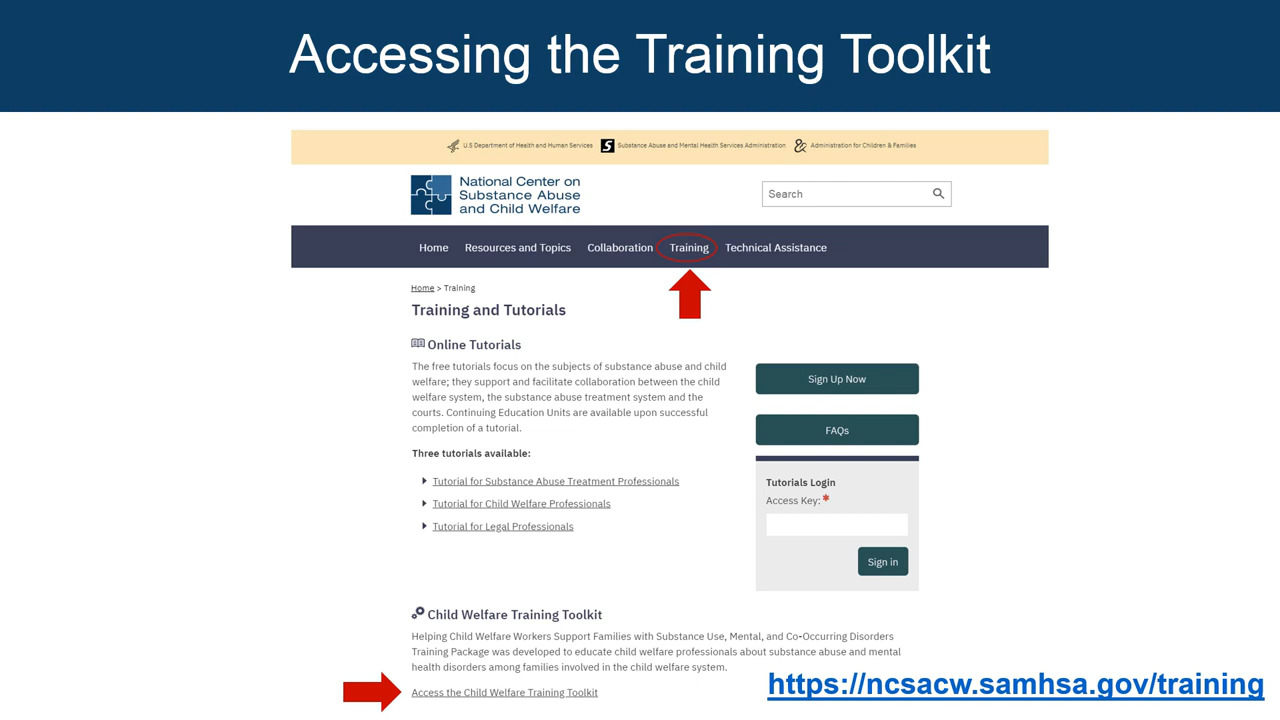 Accessing the Training Toolkit
U.S Department of Health and Human Services Substance Abuse and Mental Health Services Administration Administration for Children & Families
National Center on
Substance Abuse
and Child Welfare
Search
Home Resources and Topics Collaboration Training Technical Assistance
Home > Training
Training and Tutorials
Online Tutorials
The free tutorials focus on the subjects of substance abuse and child
welfare; they support and facilitate collaboration between the child
welfare system, the substance abuse treatment system and the
courts. Continuing Education Units are available upon successful
completion of a tutorial.
Three tutorials available:
Tutorial for Substance Abuse Treatment Professionals
Tutorial for Child Welfare Professionals
Tutorial for Legal Professionals
Sign Up Now
FAQs
Tutorials Login
Access Key:*
Sign in
Child Welfare Training Toolkit
Helping Child Welfare Workers Support Families with Substance Use, Mental, and Co-Occurring Disorders
Training Package was developed to educate child welfare professionals about substance abuse and mental
health disorders among families involved in the child welfare system.
Access the Child Welfare Training Toolkit
https://ncsacw.samhsa.gov/training